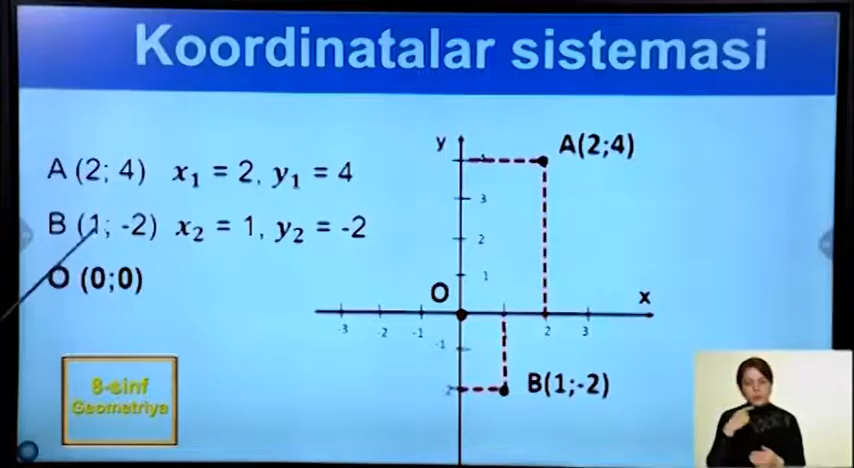 Koordinatalar sistemasi
A (2; 4) x₁ = 2, y₁ = 4
B (1; -2) x₂ = 1, y₂ = -2
O (0;0)
8-sinf
Geometriya
y
A(2;4)
3
2
1
O
x
-3 -2 -1 2 3
-1
B(1;-2)